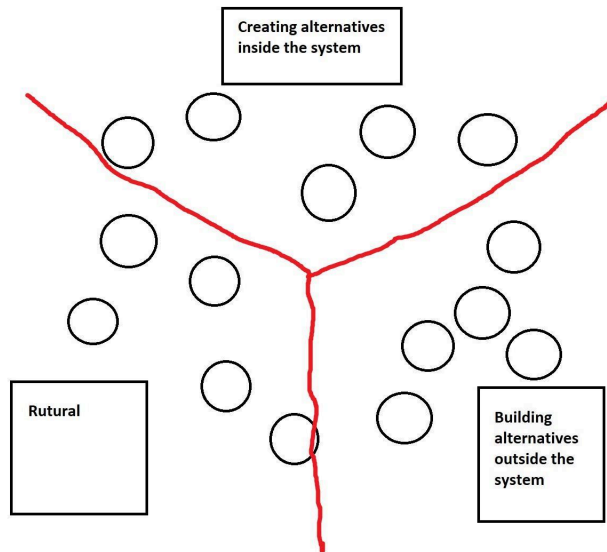 Creating alternatives
inside the system
Rutural
Building
alternatives
outside the
system